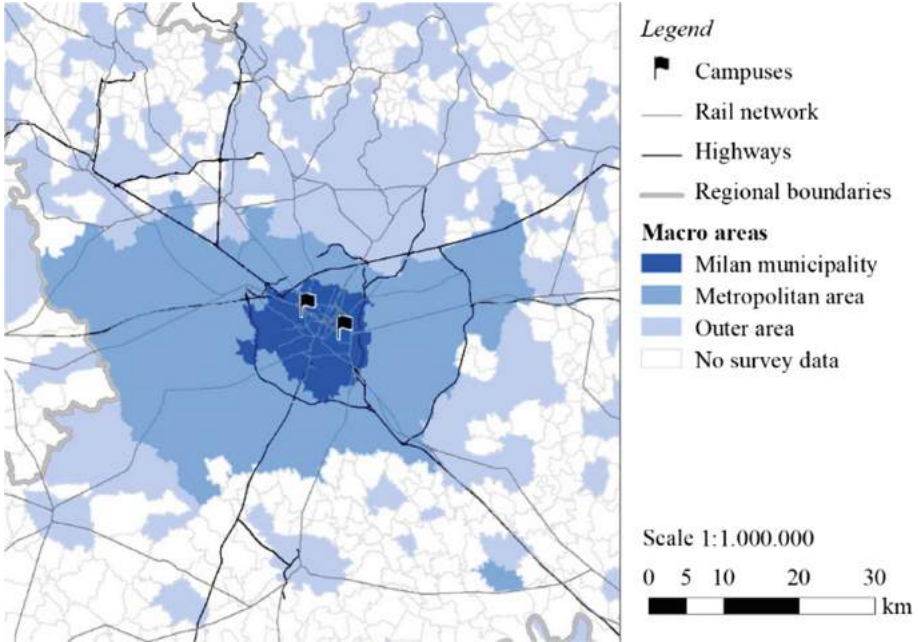 Legend
Campuses
Rail network
Highways
Regional boundaries
Macro areas
Milan municipality
Metropolitan area
Outer area
No survey data
Scale 1:1.000.000
0 5 10 20 30
km